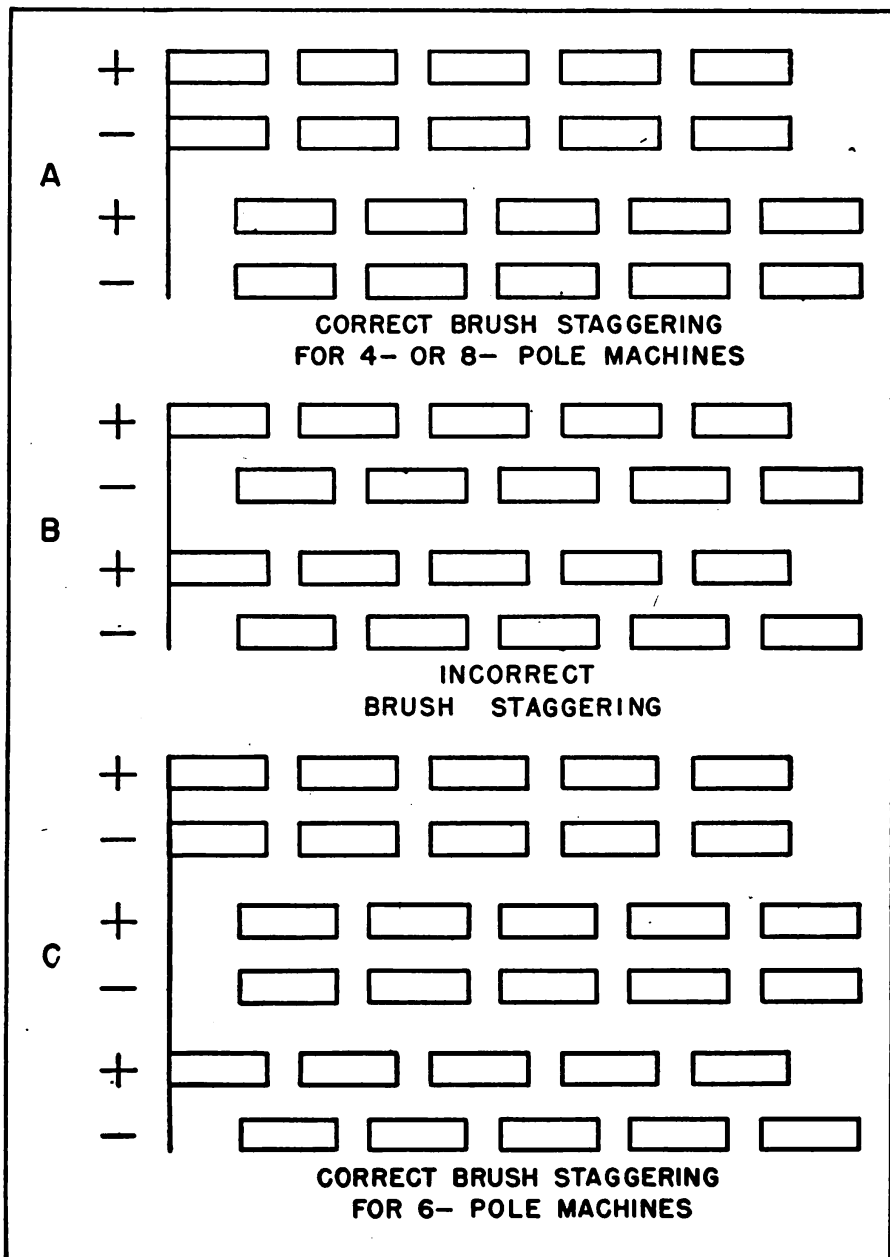 +
−
A
+
−
CORRECT BRUSH STAGGERING
FOR 4- OR 8- POLE MACHINES
+
−
B
+
−
INCORRECT
BRUSH STAGGERING
+
−
+
C
−
+
−
CORRECT BRUSH STAGGERING
FOR 6- POLE MACHINES